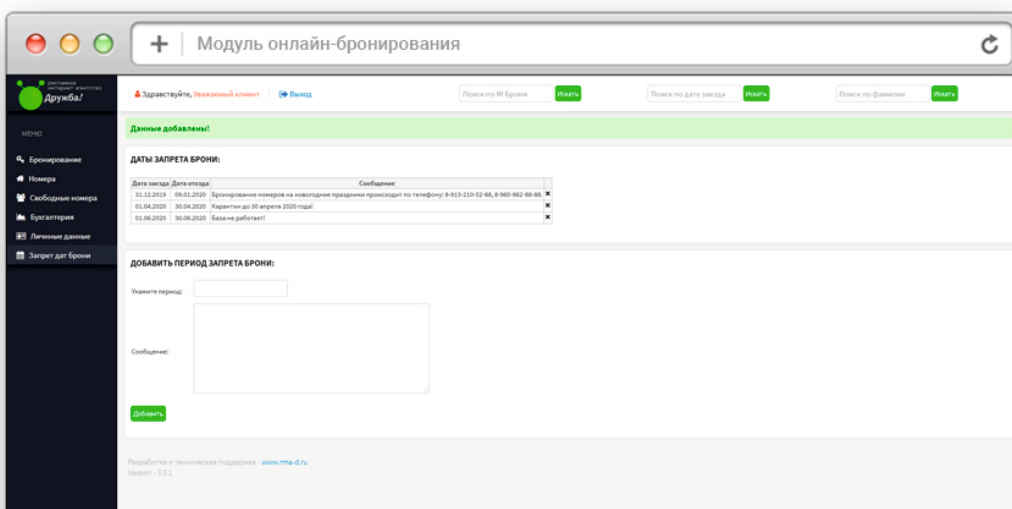 Модуль онлайн-бронирования
рекламное
интернет агентство
Дружба!
Здравствуйте, Уважаемый клиент
Выход
Поиск по № Брони
Искать
Поиск по дате заезда
Искать
Поиск по фамилии
Искать
МЕНЮ
Бронирование
Номера
Свободные номера
Бухгалтерия
Личные данные
Запрет дат брони
Данные добавлены!
ДАТЫ ЗАПРЕТА БРОНИ:
Дата заезда Дата отезда Сообщение
31.12.2019 09.01.2020 Бронирование номеров на новогодние праздники происходит по телефону: 8-913-210-52-88, 8-960-962-88-88.
01.04.2020 30.04.2020 Карантин до 30 апреля 2020 года!
01.06.2020 30.06.2020 База не работает!
ДОБАВИТЬ ПЕРИОД ЗАПРЕТА БРОНИ:
Укажите период:
Сообщение:
Добавить
Разработка и техническая поддержка - www.rma-d.ru
Version - 3.0.1